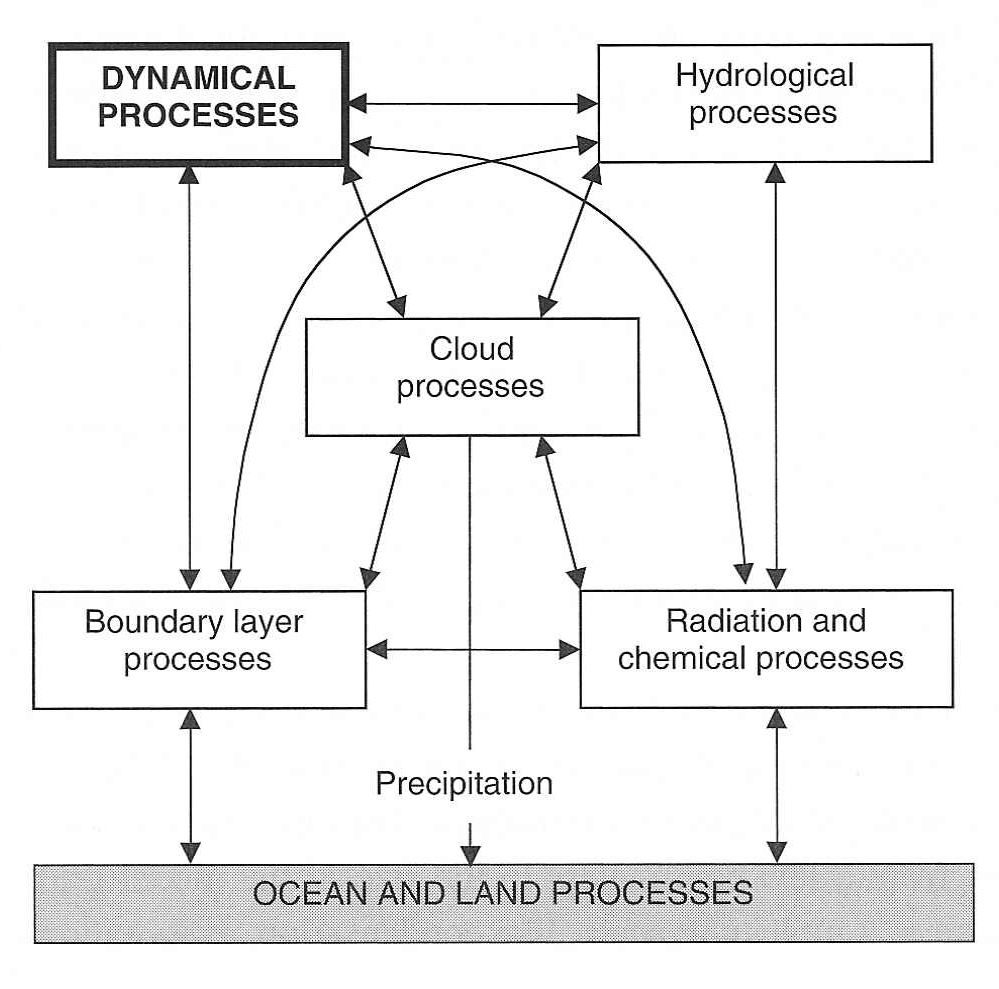 DYNAMICAL
PROCESSES
Hydrological
processes
Cloud
processes
Boundary layer
processes
Radiation and
chemical processes
Precipitation
OCEAN AND LAND PROCESSES